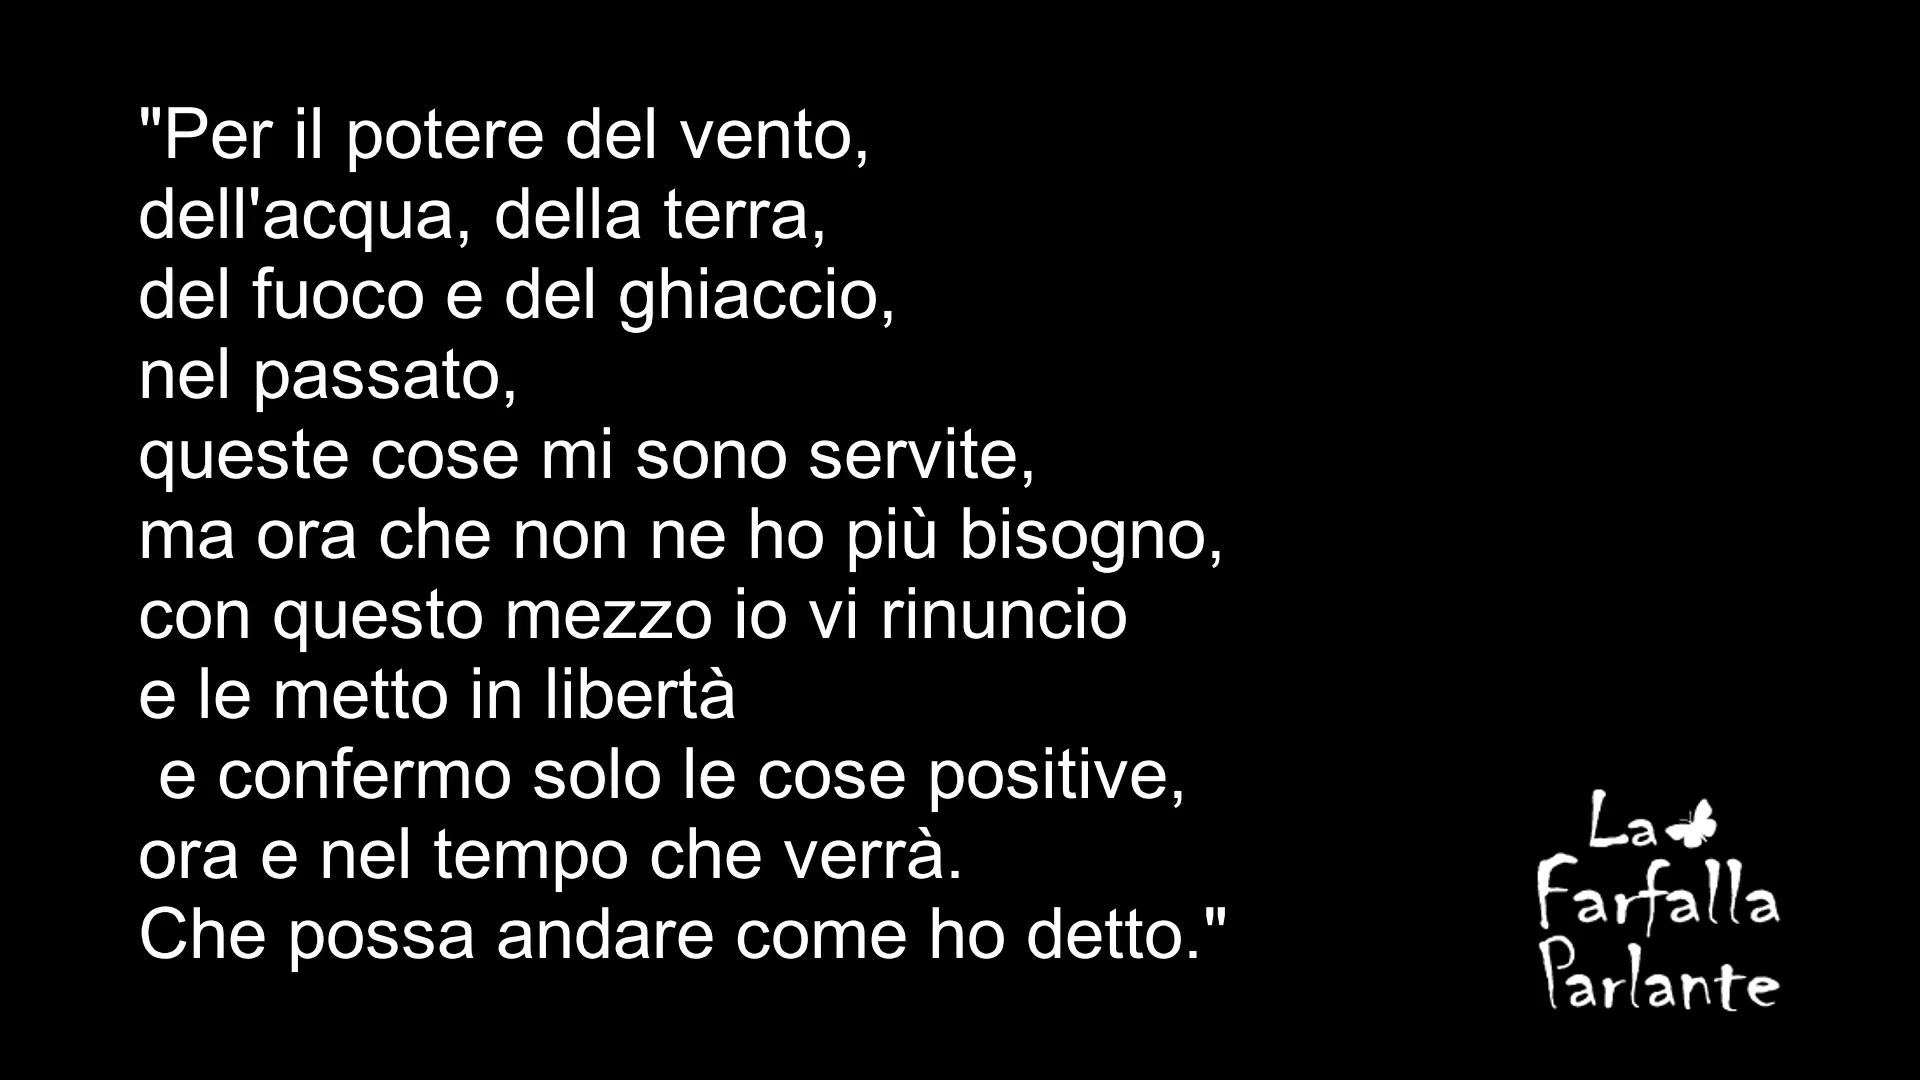 "Per il potere del vento,
dell'acqua, della terra,
del fuoco e del ghiaccio,
nel passato,
queste cose mi sono servite,
ma ora che non ne ho più bisogno,
con questo mezzo io vi rinuncio
e le metto in libertà
e confermo solo le cose positive,
ora e nel tempo che verrà.
Che possa andare come ho detto."
La
Farfalla
Parlante